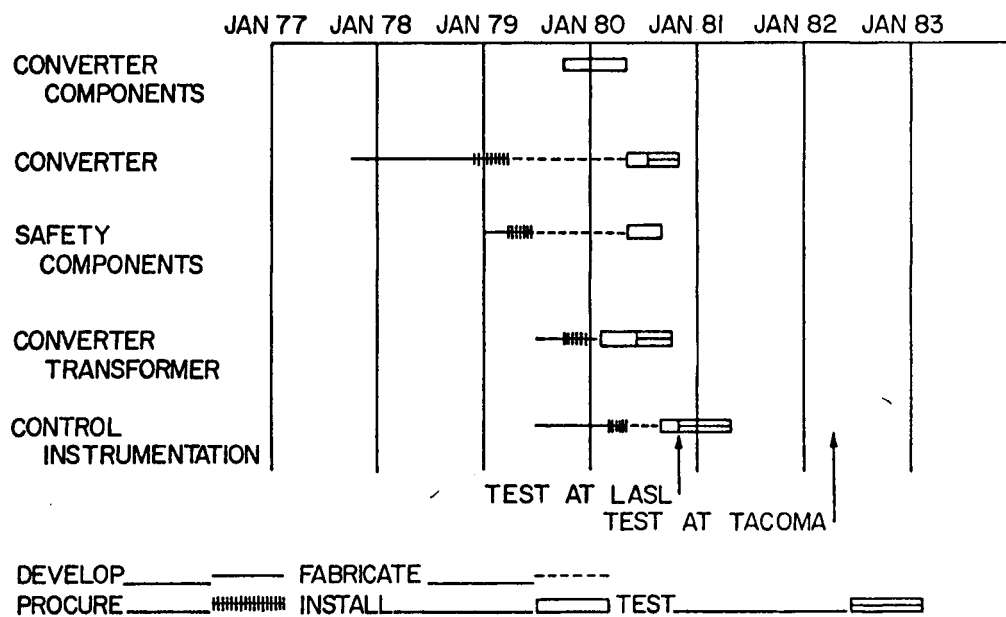 JAN 77 JAN 78 JAN 79 JAN 80 JAN 81 JAN 82 JAN 83
CONVERTER
COMPONENTS
CONVERTER
SAFETY
COMPONENTS
CONVERTER
TRANSFORMER
CONTROL
INSTRUMENTATION
TEST AT LASL
TEST AT TACOMA
DEVELOP FABRICATE
PROCURE INSTALL TEST